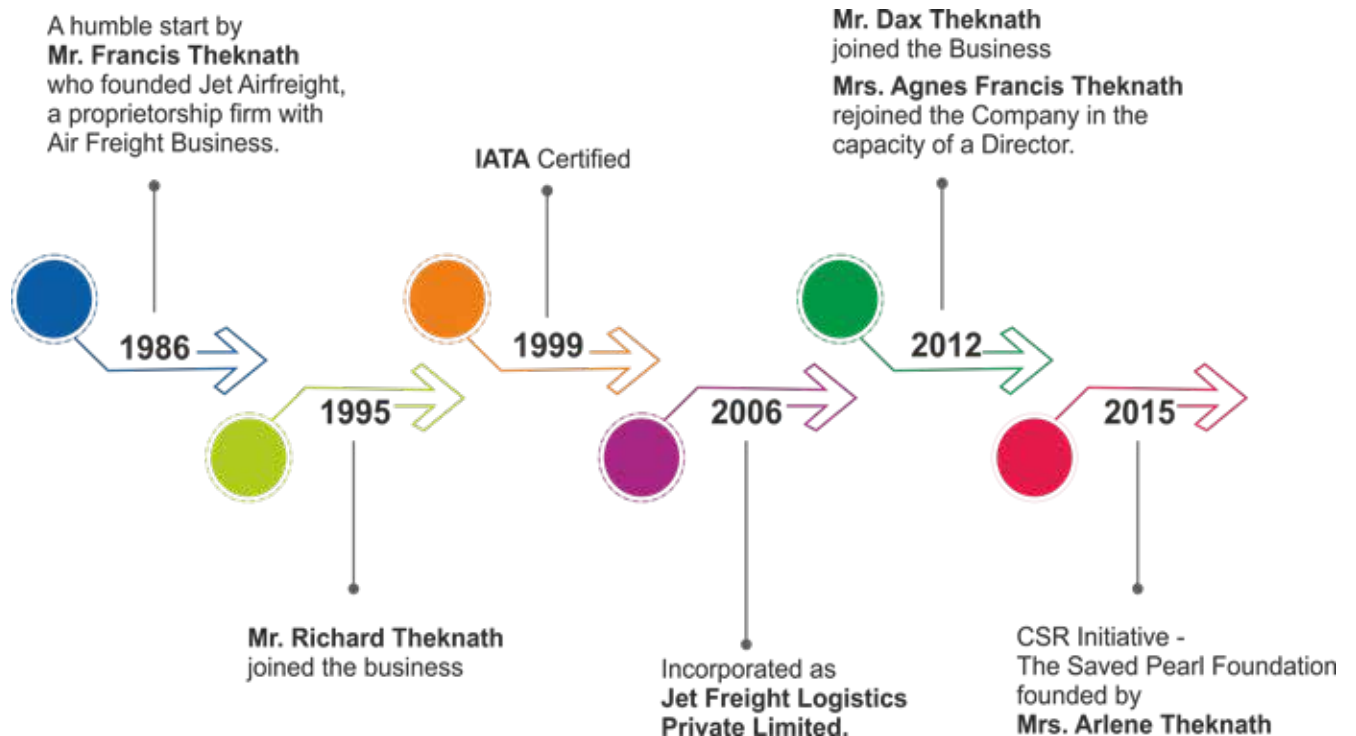 A humble start by
Mr. Francis Theknath
who founded Jet Airfreight,
a proprietorship firm with
Air Freight Business.
1986
Mr. Richard Theknath
joined the business
1995
IATA Certified
1999
Incorporated as
Jet Freight Logistics
Private Limited.
2006
Mr. Dax Theknath
joined the Business
Mrs. Agnes Francis Theknath
rejoined the Company in the
capacity of a Director.
2012
CSR Initiative -
The Saved Pearl Foundation
founded by
Mrs. Arlene Theknath
2015